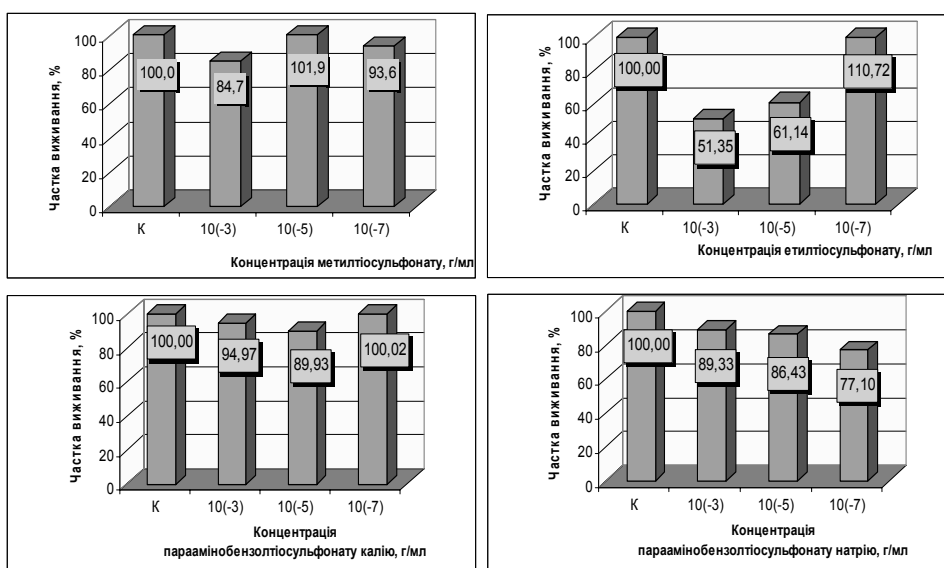 Частка виживання, %
100
80
60
40
20
0
100,0
84,7
101,9
93,6
К 10(-3) 10(-5) 10(-7)
Концентрація метилтіосульфонату, г/мл
Частка виживання, %
100
80
60
40
20
0
100,00
51,35
61,14
110,72
К 10(-3) 10(-5) 10(-7)
Концентрація етилтіосульфонату, г/мл
Частка виживання, %
100
80
60
40
20
0
100,00
94,97
89,93
100,02
К 10(-3) 10(-5) 10(-7)
Концентрація
параамінобензолтіосульфонату калію, г/мл
Частка виживання, %
100
80
60
40
20
0
100,00
89,33
86,43
77,10
К 10(-3) 10(-5) 10(-7)
Концентрація
параамінобензолтіосульфонату натрію, г/мл